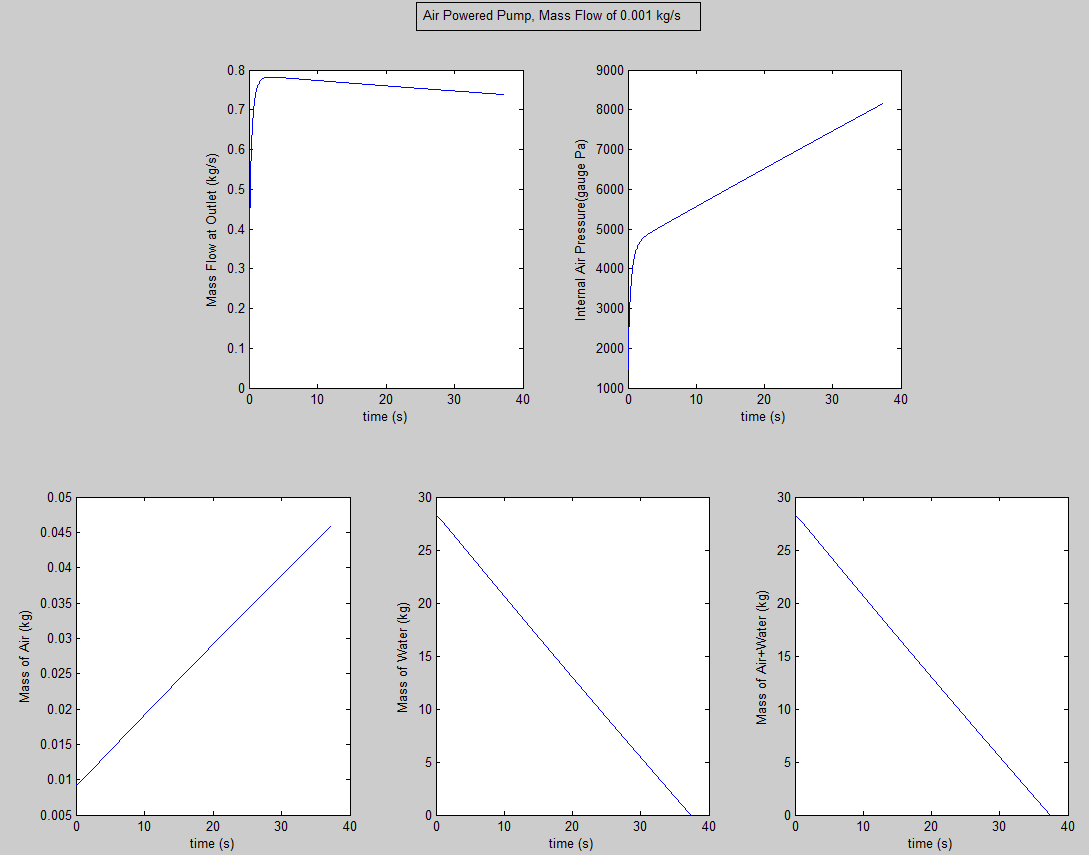 Air Powered Pump, Mass Flow of 0.001 kg/s
Mass Flow at Outlet (kg/s)
0.8
0.7
0.6
0.5
0.4
0.3
0.2
0.1
0
0 10 20 30 40
time (s)
Internal Air Pressure(gauge Pa)
9000
8000
7000
6000
5000
4000
3000
2000
1000
0 10 20 30 40
time (s)
Mass of Air (kg)
0.05
0.045
0.04
0.035
0.03
0.025
0.02
0.015
0.01
0.005
0 10 20 30 40
time (s)
Mass of Water (kg)
30
25
20
15
10
5
0
0 10 20 30 40
time (s)
Mass of Air+Water (kg)
30
25
20
15
10
5
0
0 10 20 30 40
time (s)